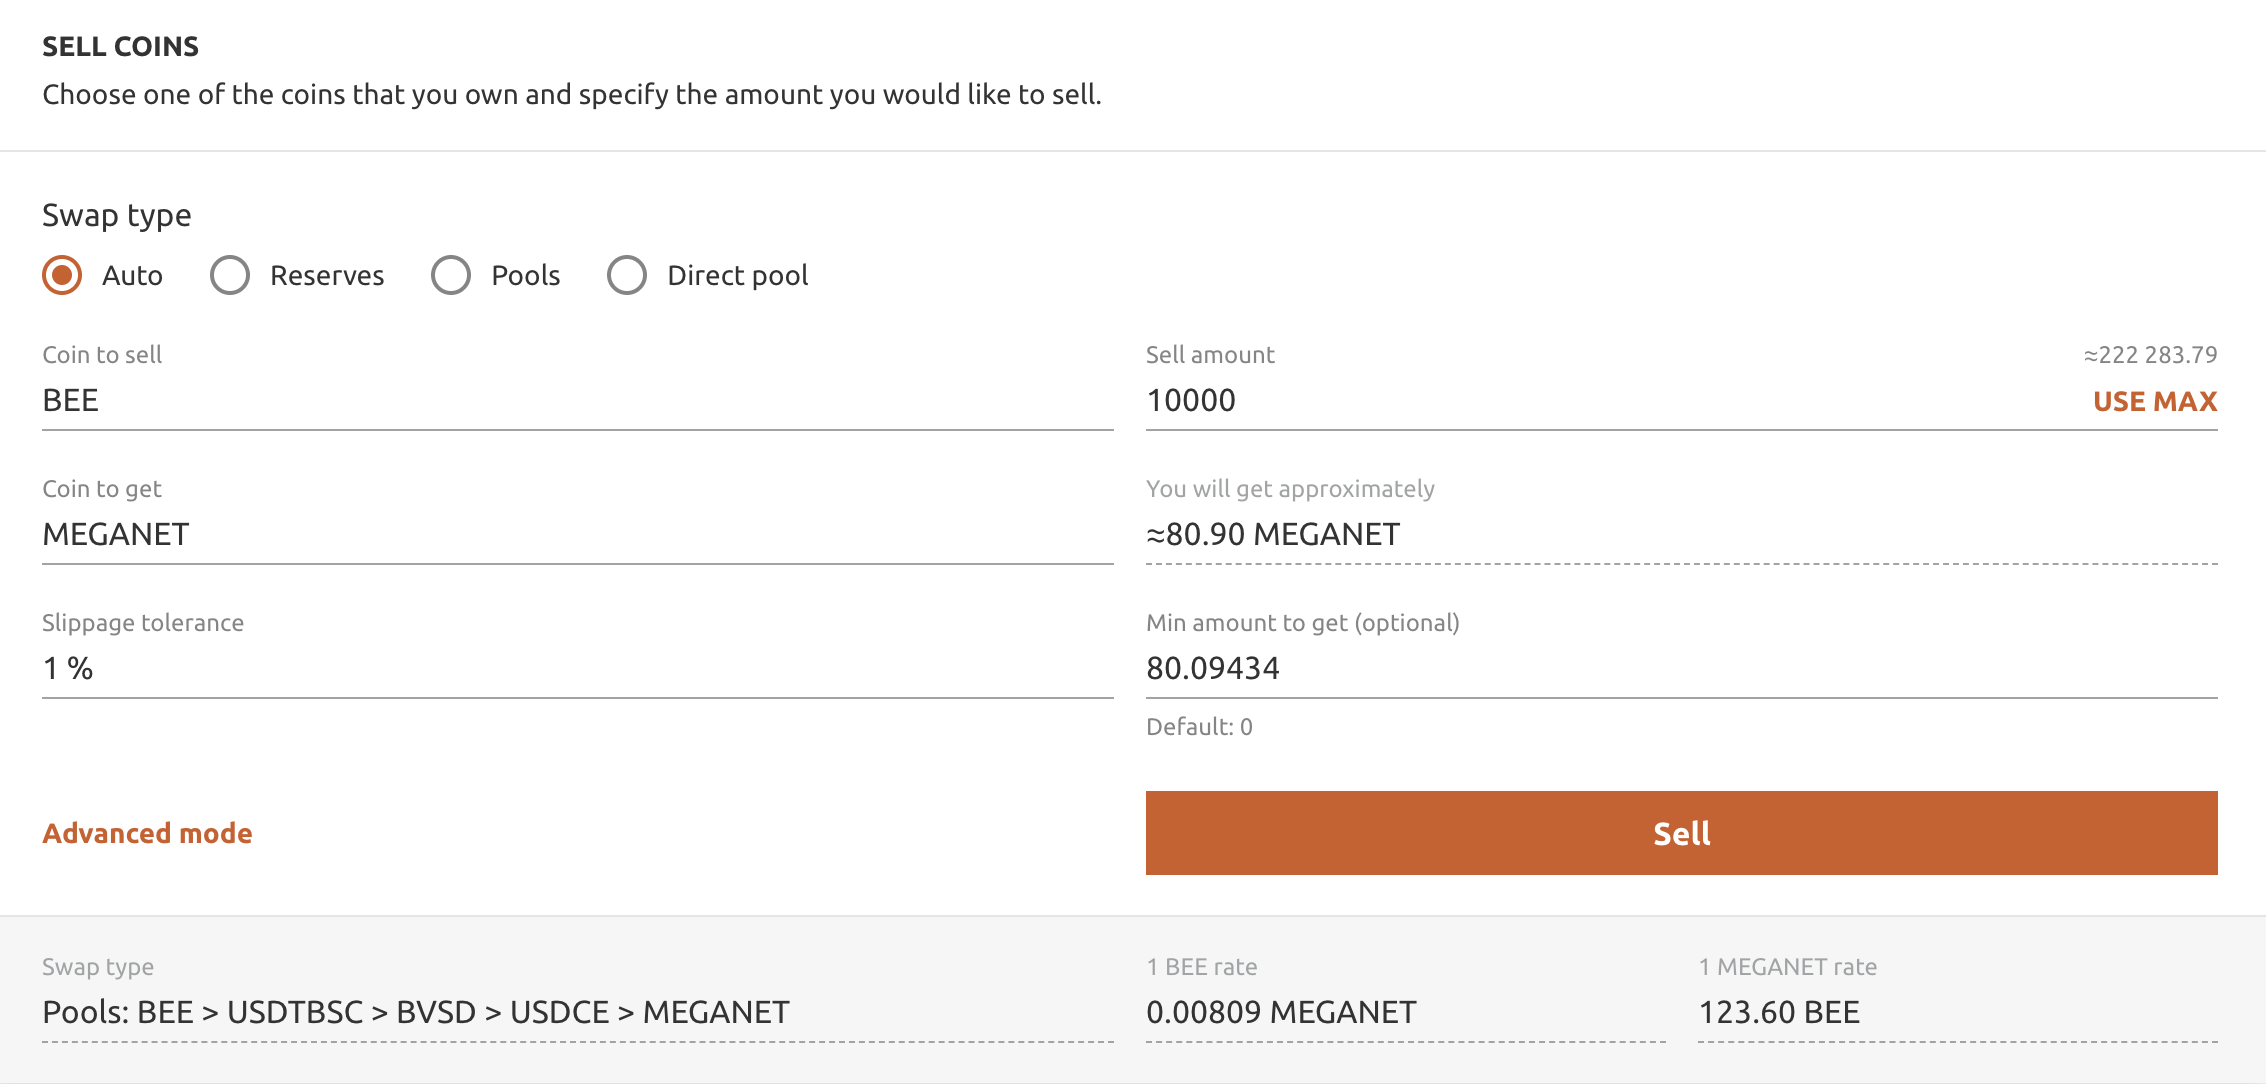 SELL COINS
Choose one of the coins that you own and specify the amount you would like to sell.
Swap type
Auto Reserves Pools Direct pool
Coin to sell
BEE
Sell amount ≈222 283.79
10000 USE MAX
Coin to get
MEGANET
You will get approximately
≈80.90 MEGANET
Slippage tolerance
1 %
Min amount to get (optional)
80.09434
Default: 0
Advanced mode
Sell
Swap type
Pools: BEE > USDTBSC > BVSD > USDCE > MEGANET
1 BEE rate
0.00809 MEGANET
1 MEGANET rate
123.60 BEE